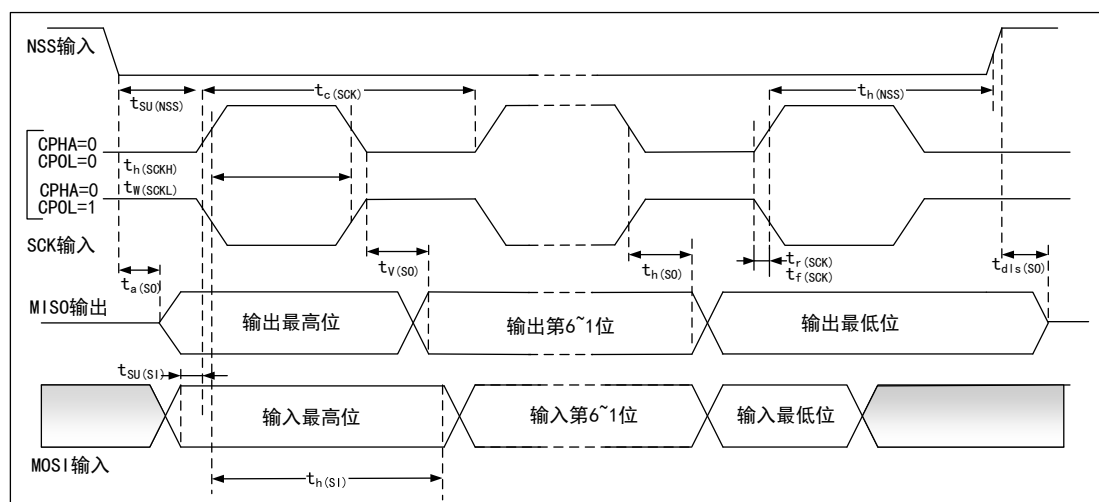 NSS输入
tSU(NSS)
tc(SCK)
th(NSS)
CPHA=0
CPOL=0
th(SCKH)
CPHA=0
CPOL=1
tW(SCKL)
SCK输入
ta(SO)
tV(SO)
th(SO)
tr(SCK)
tf(SCK)
tdis(SO)
MISO输出
输出最高位
输出第6~1位
输出最低位
tSU(SI)
输入最高位
输入第6~1位
输入最低位
MOSI输入
th(SI)